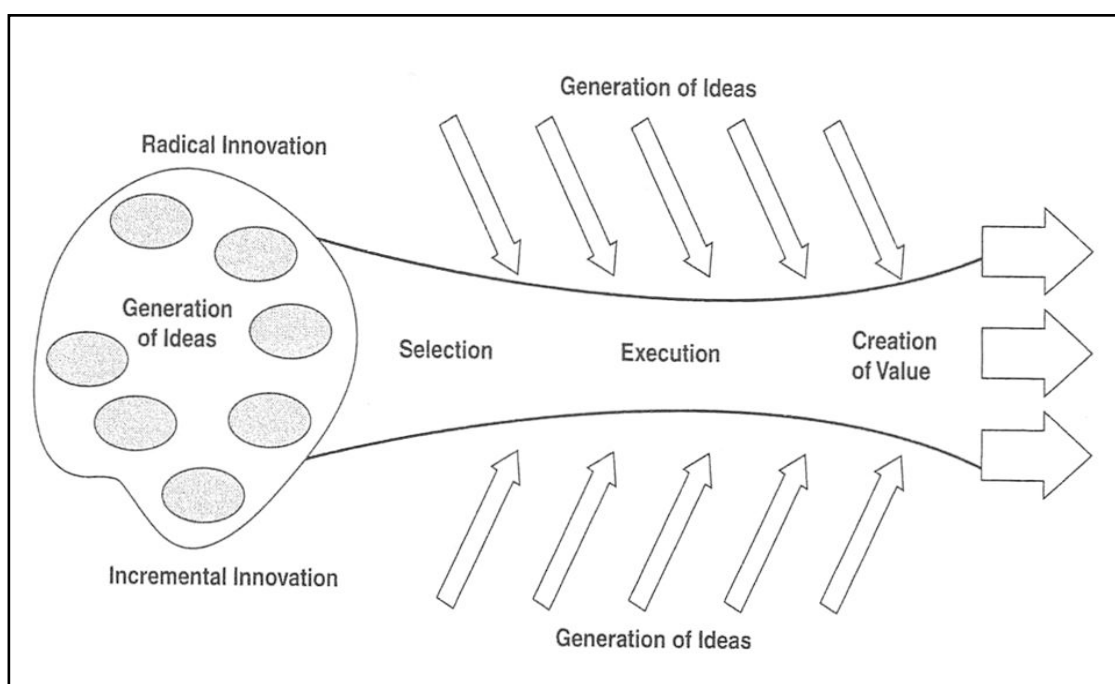 Generation of Ideas
Radical Innovation
Generation
of Ideas
Selection
Execution
Creation
of Value
Incremental Innovation
Generation of Ideas